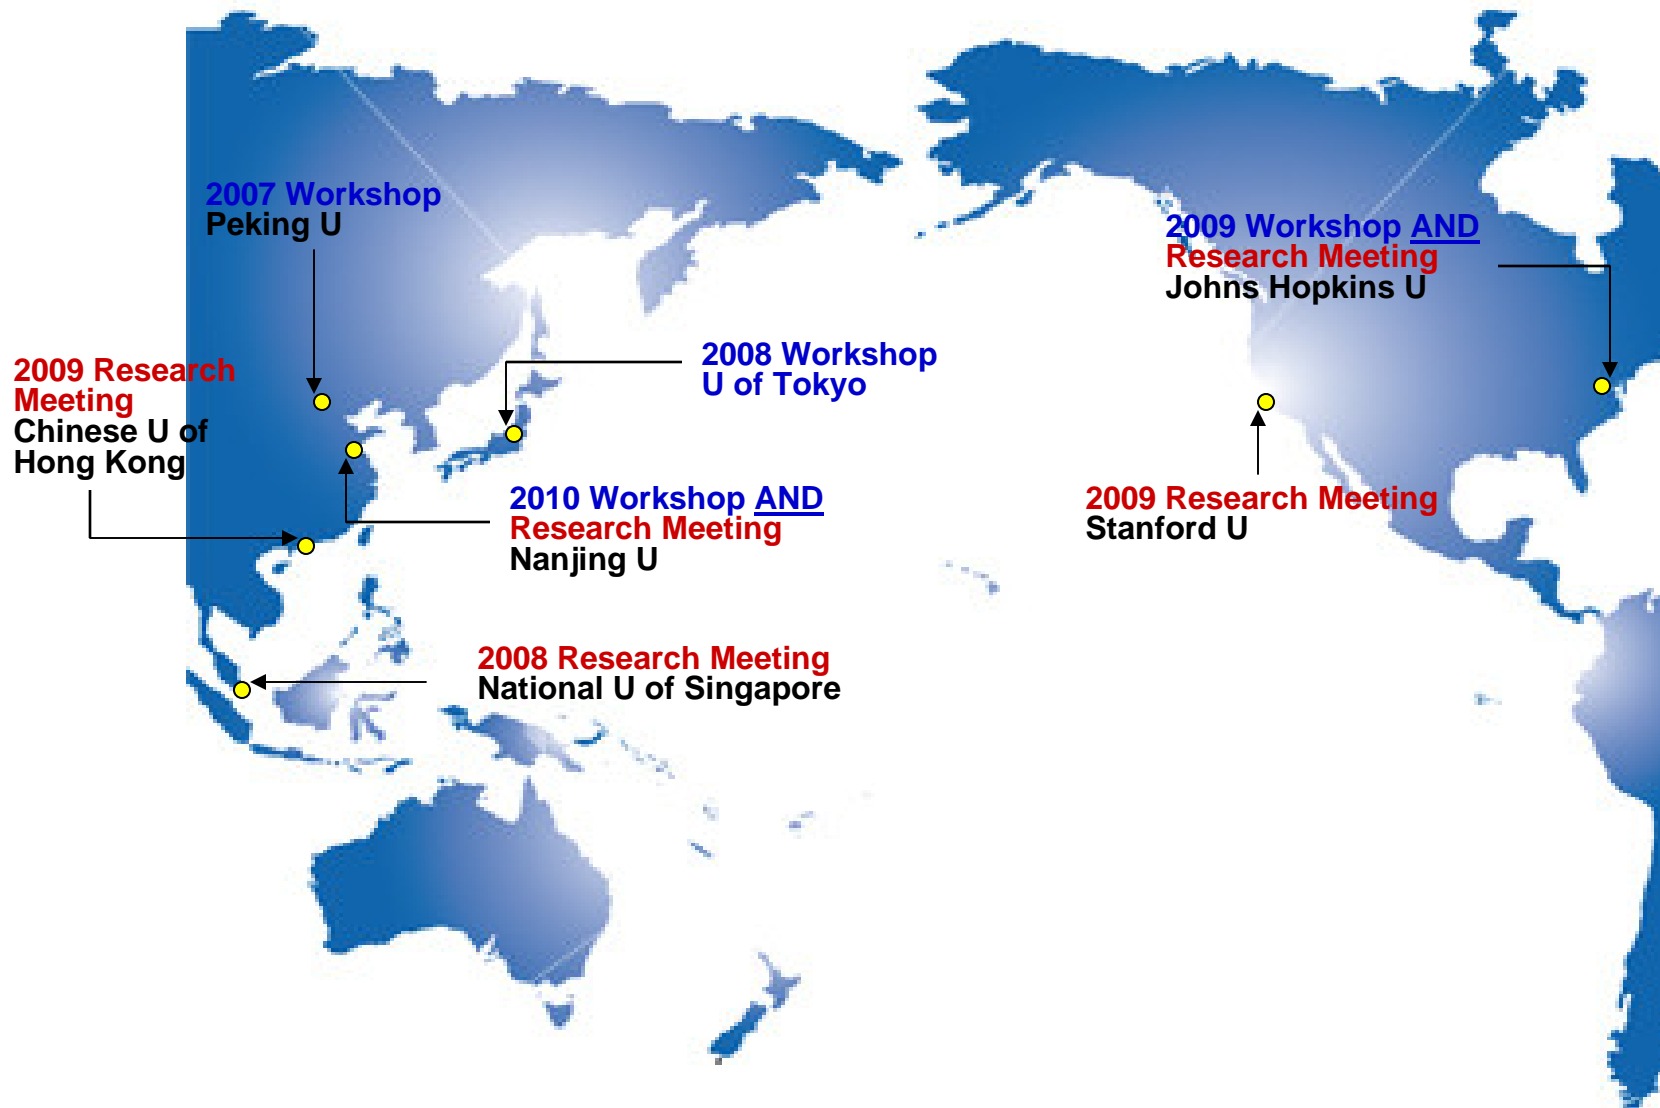 2007 Workshop
Peking U
2009 Workshop AND
Research Meeting
Johns Hopkins U
2009 Research
Meeting
Chinese U of
Hong Kong
2008 Workshop
U of Tokyo
2010 Workshop AND
Research Meeting
Nanjing U
2009 Research Meeting
Stanford U
2008 Research Meeting
National U of Singapore